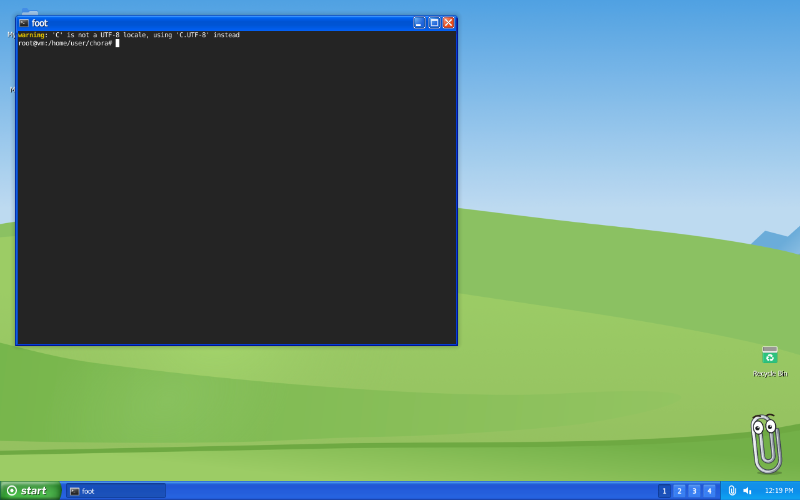 foot
warning: 'C' is not a UTF-8 locale, using 'C.UTF-8' instead
root@vm:/home/user/chora#
Recycle Bin
start
foot
1 2 3 4
12:19 PM